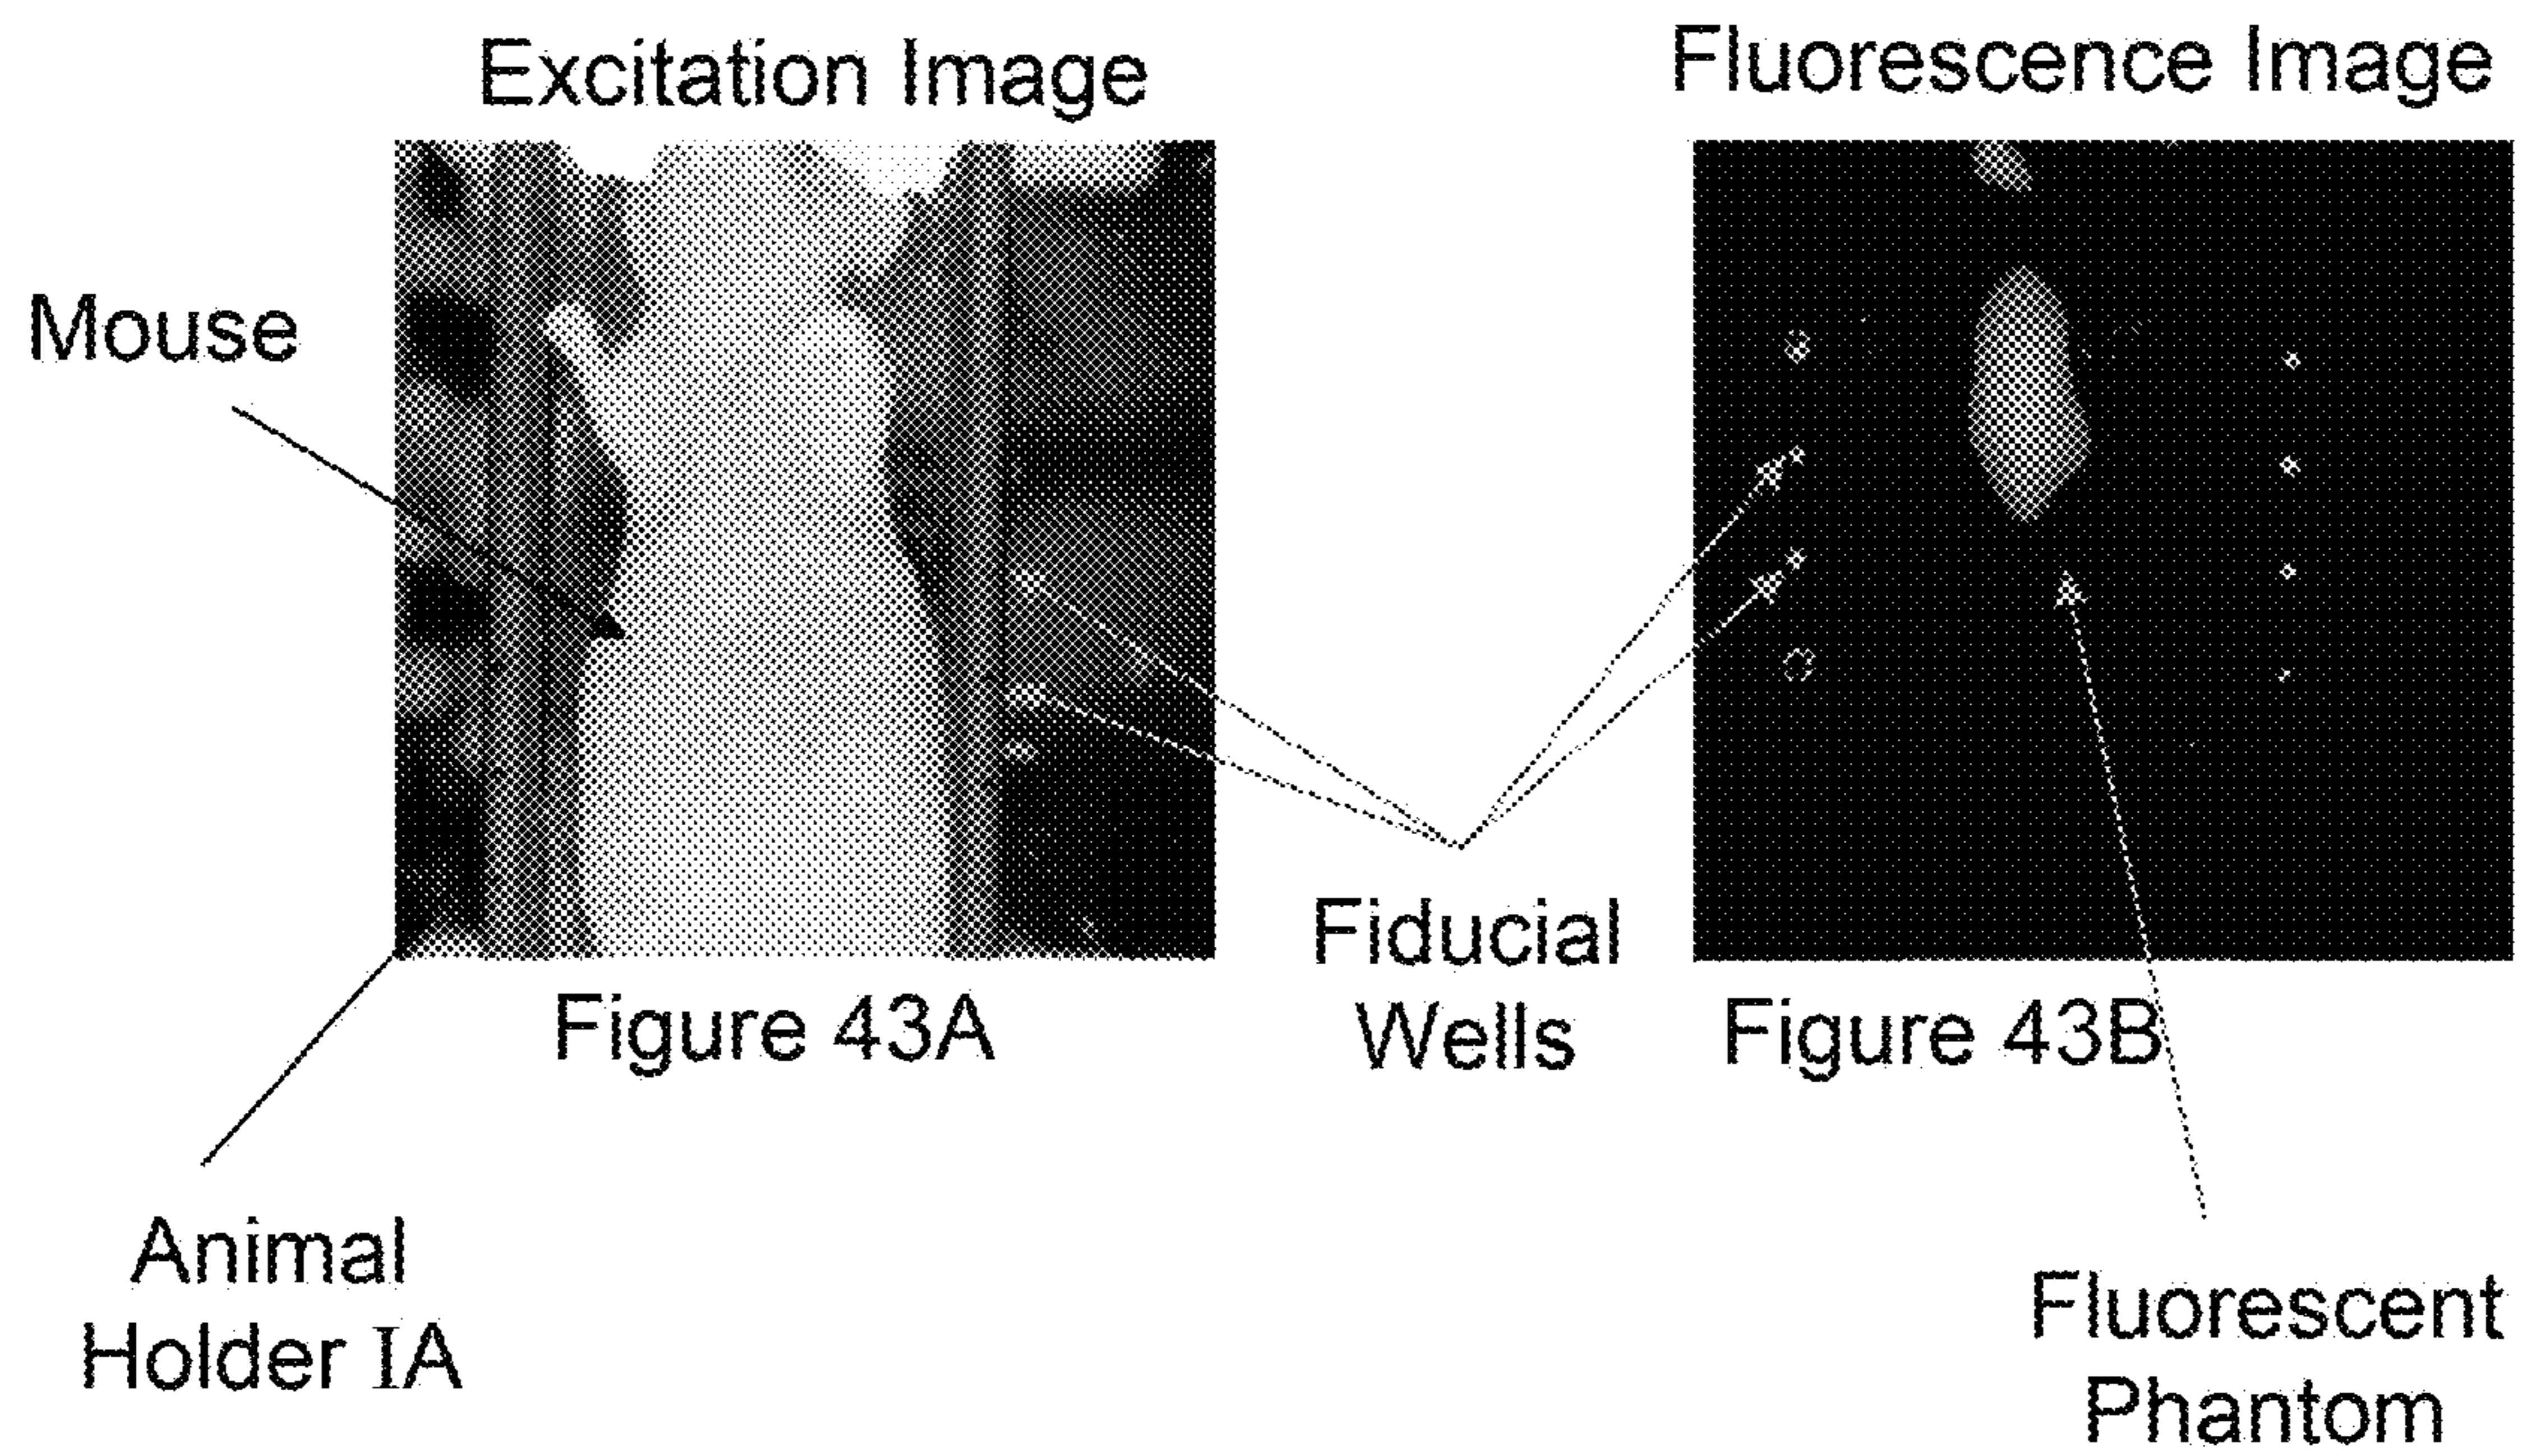 Excitation Image
Fluorescence Image
Mouse
Fiducial
Wells
Figure 43A
Figure 43B
Animal
Holder IA
Fluorescent
Phantom